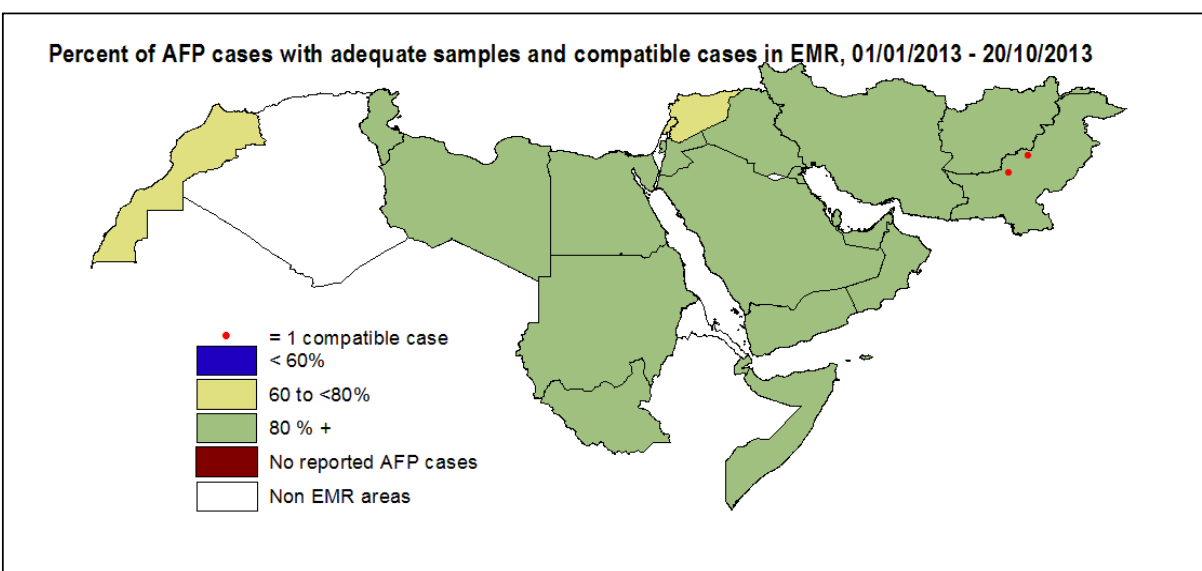 Percent of AFP cases with adequate samples and compatible cases in EMR, 01/01/2013 - 20/10/2013
= 1 compatible case
< 60%
60 to <80%
80 % +
No reported AFP cases
Non EMR areas